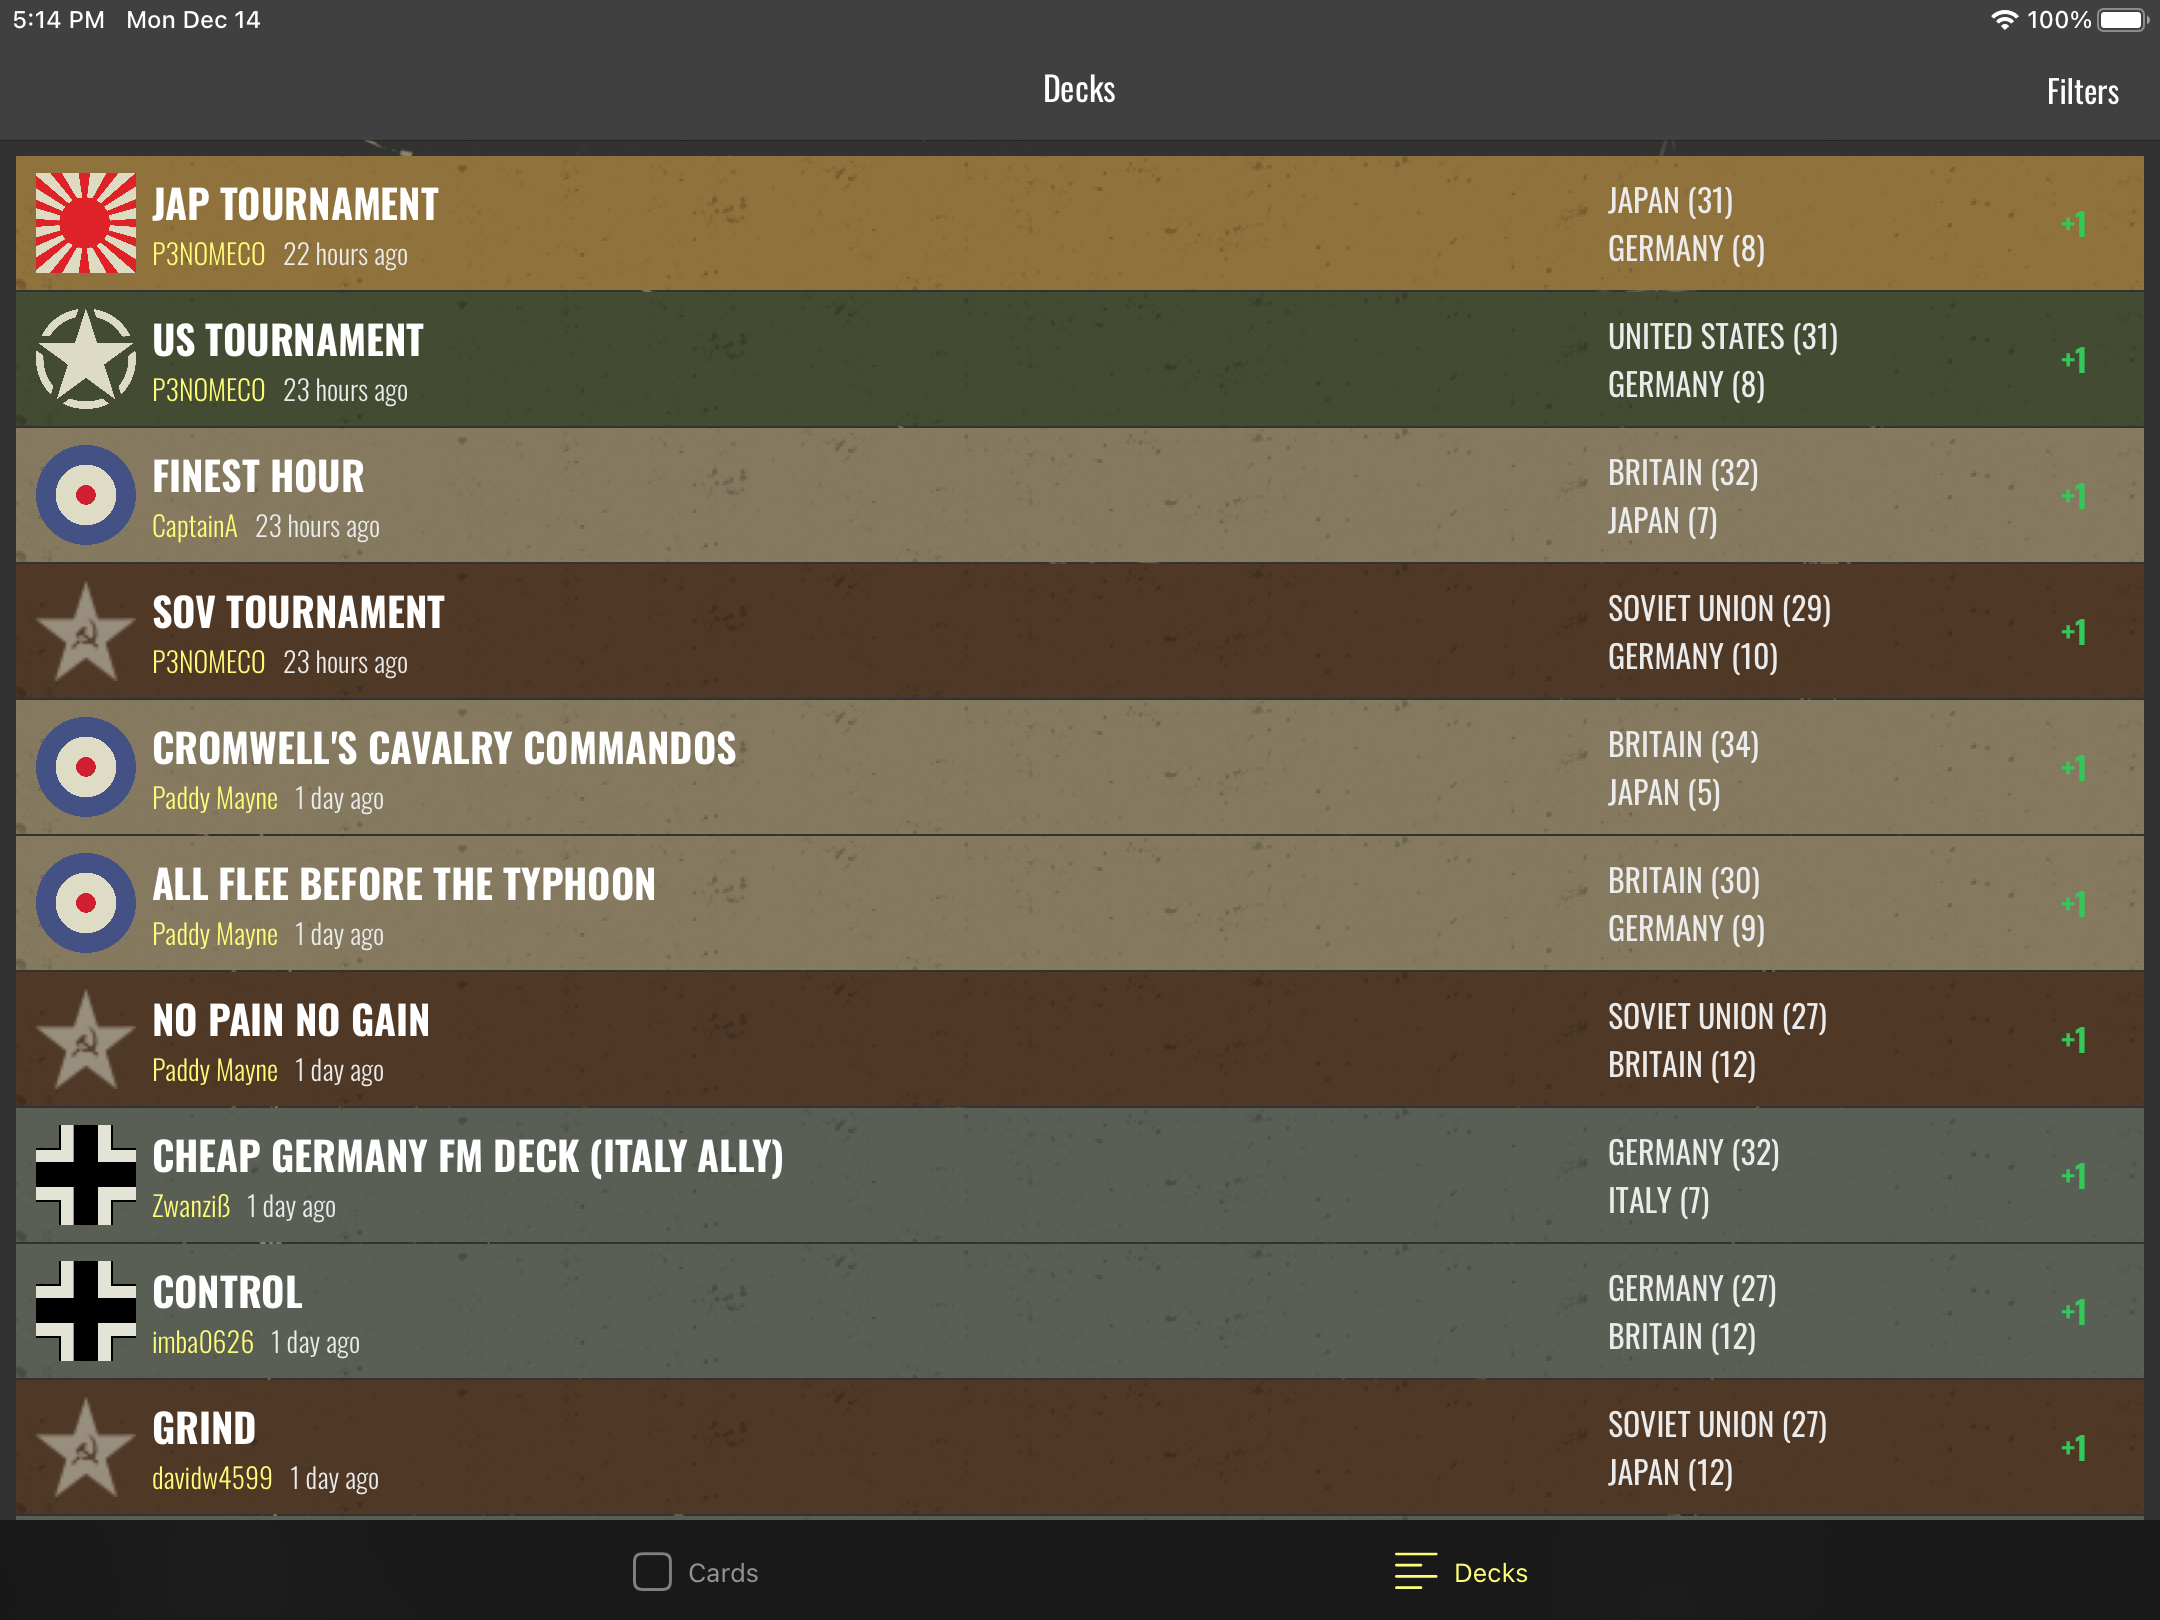 5:14 PM Mon Dec 14 100%
Decks Filters
JAP TOURNAMENT
P3NOMECO 22 hours ago
JAPAN (31)
GERMANY (8)
+1
US TOURNAMENT
P3NOMECO 23 hours ago
UNITED STATES (31)
GERMANY (8)
+1
FINEST HOUR
CaptainA 23 hours ago
BRITAIN (32)
JAPAN (7)
+1
SOV TOURNAMENT
P3NOMECO 23 hours ago
SOVIET UNION (29)
GERMANY (10)
+1
CROMWELL'S CAVALRY COMMANDOS
Paddy Mayne 1 day ago
BRITAIN (34)
JAPAN (5)
+1
ALL FLEE BEFORE THE TYPHOON
Paddy Mayne 1 day ago
BRITAIN (30)
GERMANY (9)
+1
NO PAIN NO GAIN
Paddy Mayne 1 day ago
SOVIET UNION (27)
BRITAIN (12)
+1
CHEAP GERMANY FM DECK (ITALY ALLY)
Zwanziß 1 day ago
GERMANY (32)
ITALY (7)
+1
CONTROL
imba0626 1 day ago
GERMANY (27)
BRITAIN (12)
+1
GRIND
davidw4599 1 day ago
SOVIET UNION (27)
JAPAN (12)
+1
Cards Decks